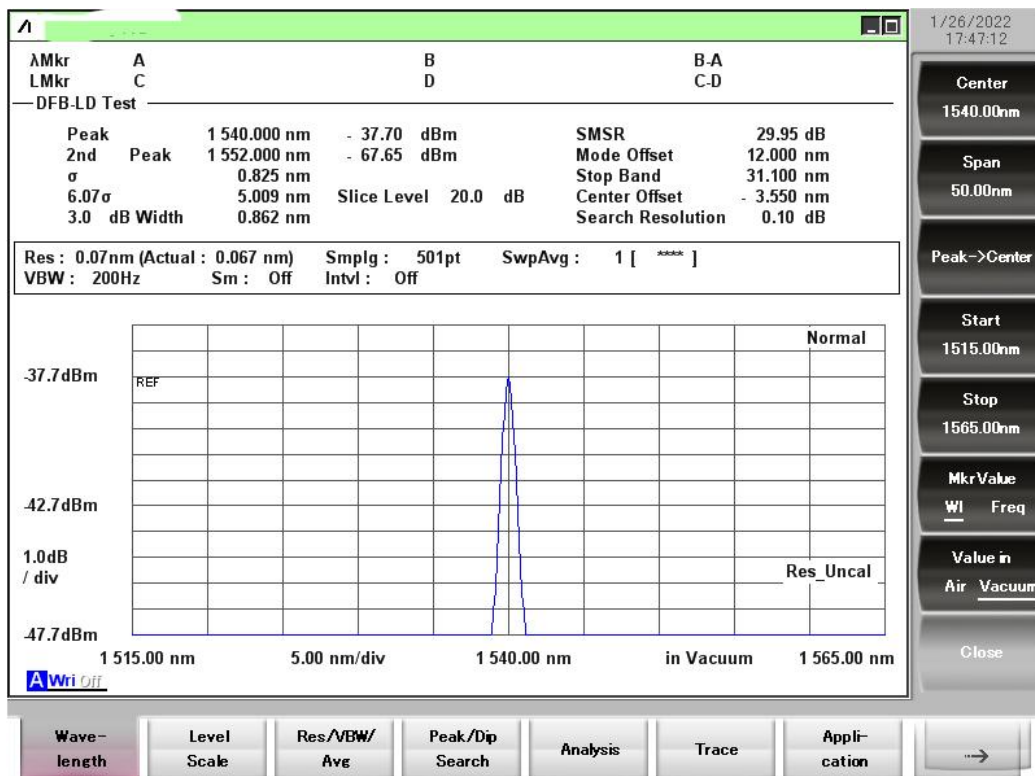 1/26/2022
17:47:12
λMkr A B B-A
LMkr C D C-D
DFB-LD Test
Peak 1 540.000 nm - 37.70 dBm SMSR 29.95 dB
2nd Peak 1 552.000 nm - 67.65 dBm Mode Offset 12.000 nm
σ 0.825 nm Stop Band 31.100 nm
6.07σ 5.009 nm Slice Level 20.0 dB Center Offset - 3.550 nm
3.0 dB Width 0.862 nm Search Resolution 0.10 dB
Res : 0.07nm (Actual : 0.067 nm) Smplg : 501pt SwpAvg : 1 [ **** ]
VBW : 200Hz Sm : Off Intvl : Off
Normal
-37.7dBm
REF
-42.7dBm
1.0dB
/ div
Res_Uncal
-47.7dBm
1 515.00 nm 5.00 nm/div 1 540.00 nm in Vacuum 1 565.00 nm
A Wri Off
Center
1540.00nm
Span
50.00nm
Peak->Center
Start
1515.00nm
Stop
1565.00nm
MkrValue
Wl Freq
Value in
Air Vacuum
Close
Wave-
length
Level
Scale
Res/VBW/
Avg
Peak/Dip
Search
Analysis
Trace
Appli-
cation